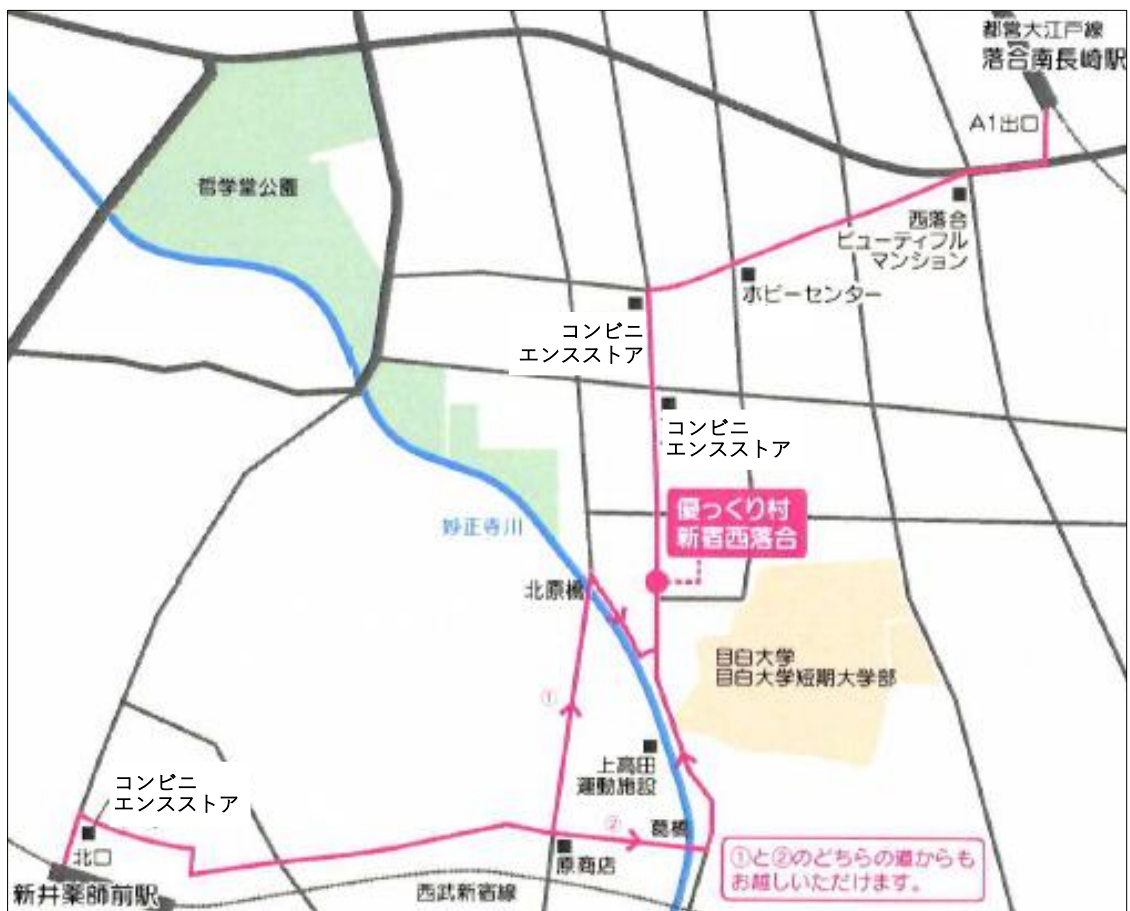 都営大江戸線
落合南長崎駅
A1出口
哲学堂公園
西落合
ビューティフル
マンション
ホビーセンター
コンビニ
エンスストア
コンビニ
エンスストア
優っくり村
新宿西落合
妙正寺川
北原橋
目白大学
目白大学短期大学部
①
上高田
運動施設
コンビニ
エンスストア
②
葛橋
北口
原商店
①と②のどちらの道からも
お越しいただけます。
新井薬師前駅
西武新宿線